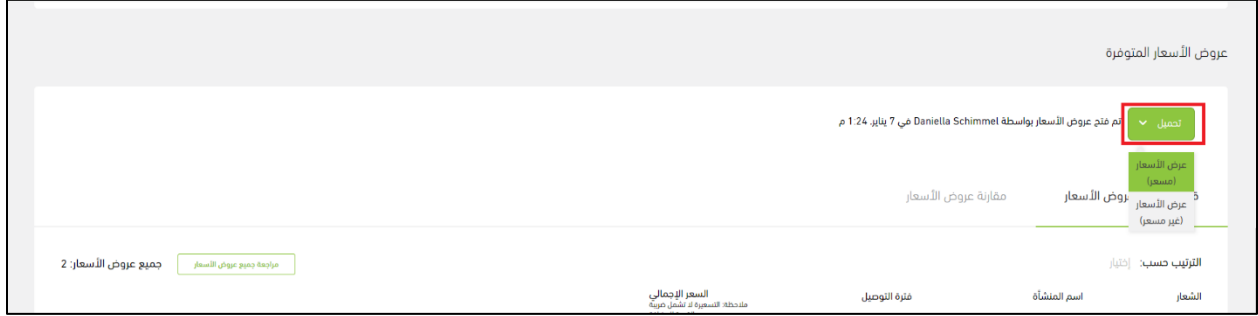 عروض الأسعار المتوفرة
تحميل
تم فتح عروض الأسعار بواسطة Daniella Schimmel في 7 يناير. 1:24 م
عرض الأسعار
(مسعر)
عرض الأسعار
(غير مسعر)
عروض الأسعار
مقارنة عروض الأسعار
الترتيب حسب: إختيار
مراجعة جميع عروض الأسعار
جميع عروض الأسعار: 2
الشعار
اسم المنشأة
فترة التوصيل
السعر الإجمالي
ملاحظة: التسعيرة لا تشمل ضريبة